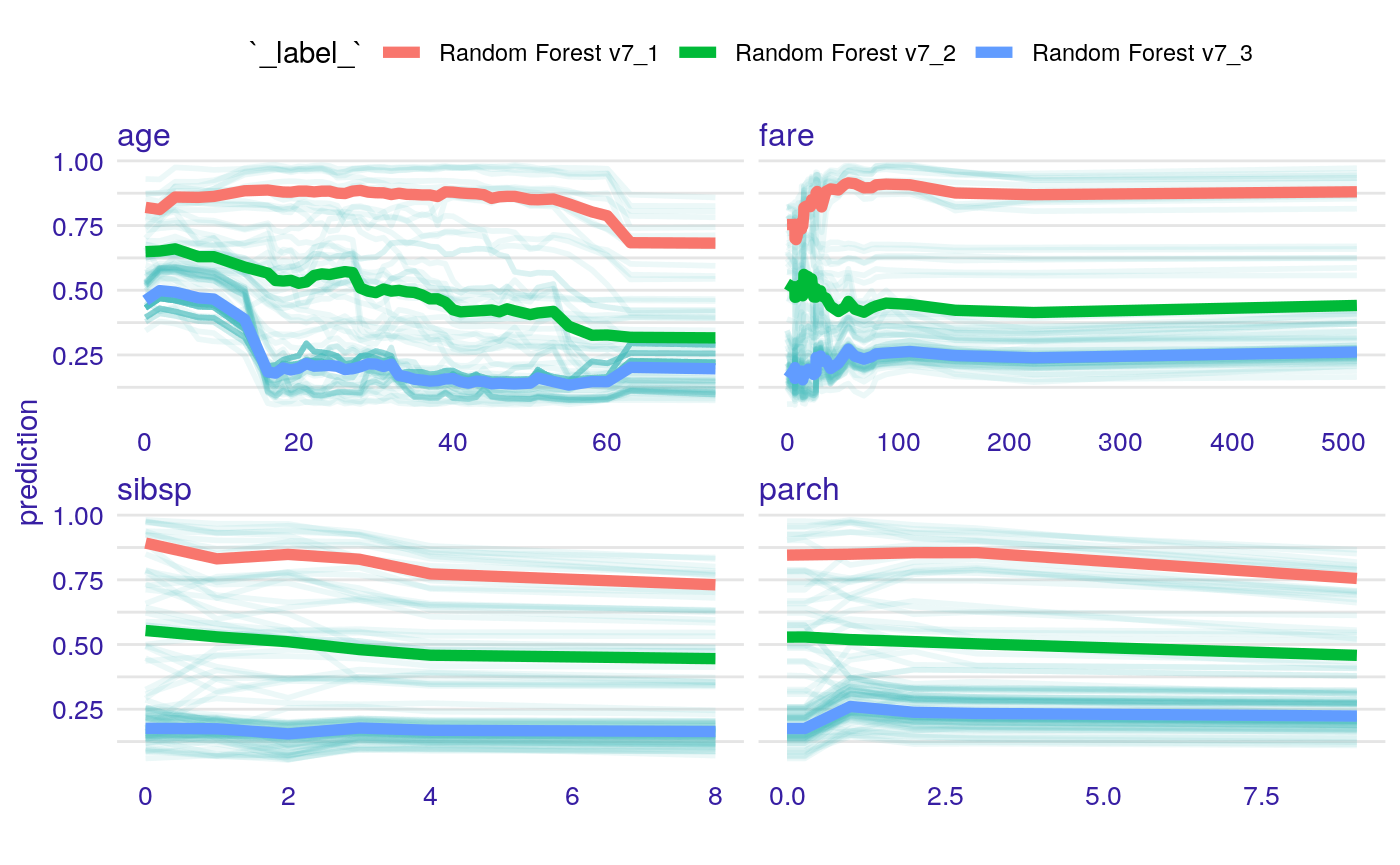 `_label_` Random Forest v7_1 Random Forest v7_2 Random Forest v7_3
age
fare
1.00
0.75
0.50
0.25
0 20 40 60
0 100 200 300 400 500
prediction
sibsp
parch
1.00
0.75
0.50
0.25
0 2 4 6 8
0.0 2.5 5.0 7.5